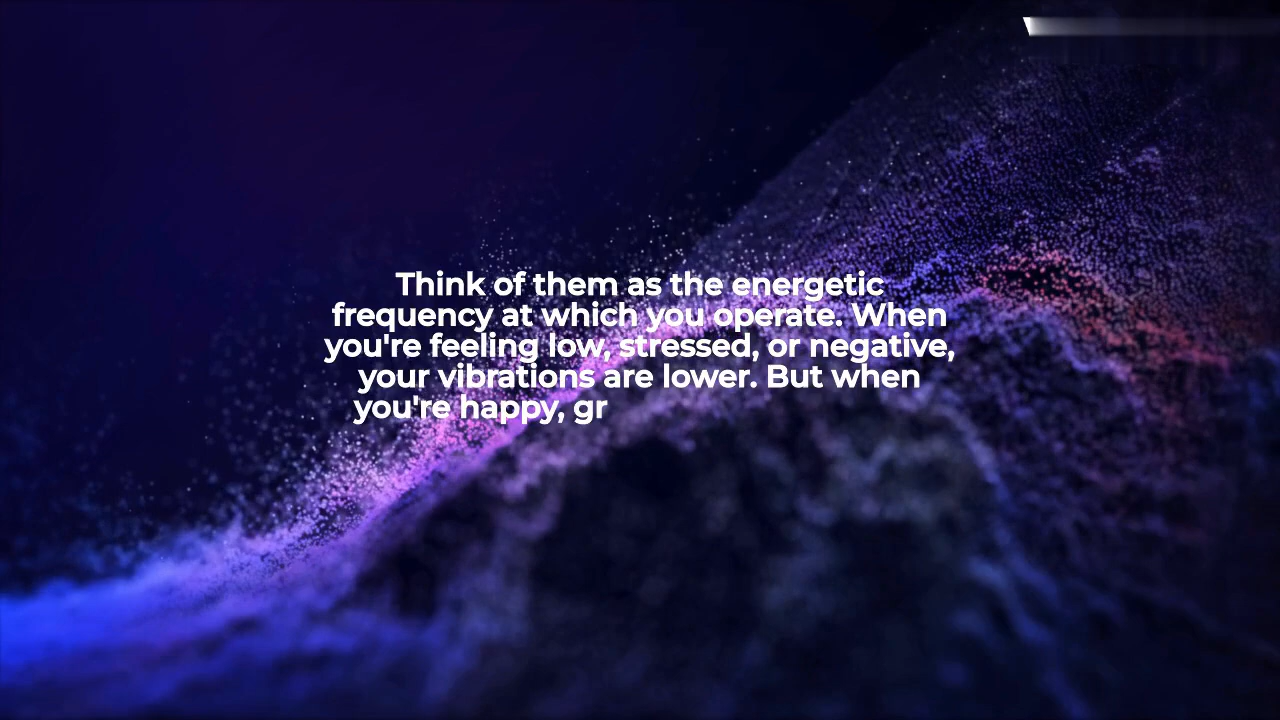 Think of them as the energetic
frequency at which you operate. When
you're feeling low, stressed, or negative,
your vibrations are lower. But when
you're happy, gr